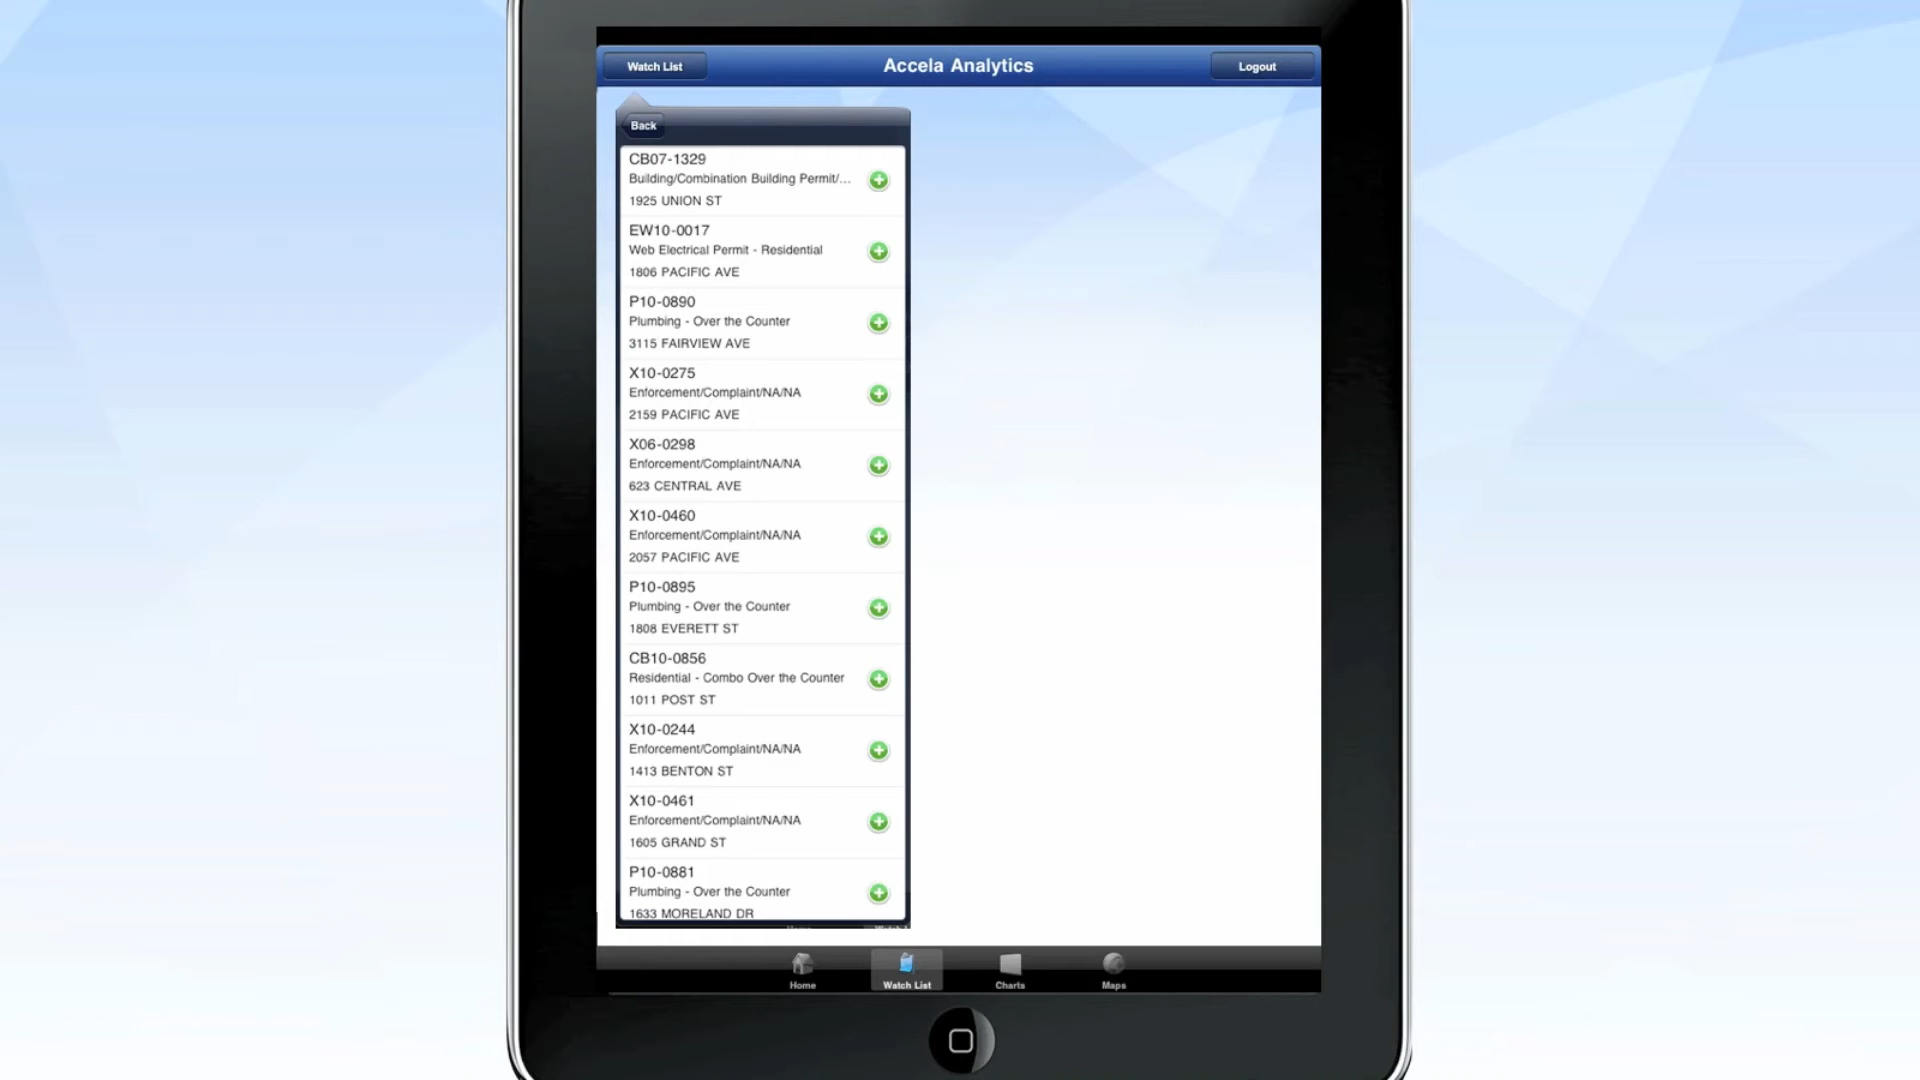 Watch List
Accela Analytics
Logout
Back
CB07-1329
Building/Combination Building Permit/...
1925 UNION ST
EW10-0017
Web Electrical Permit - Residential
1806 PACIFIC AVE
P10-0890
Plumbing - Over the Counter
3115 FAIRVIEW AVE
X10-0275
Enforcement/Complaint/NA/NA
2159 PACIFIC AVE
X06-0298
Enforcement/Complaint/NA/NA
623 CENTRAL AVE
X10-0460
Enforcement/Complaint/NA/NA
2057 PACIFIC AVE
P10-0895
Plumbing - Over the Counter
1808 EVERETT ST
CB10-0856
Residential - Combo Over the Counter
1011 POST ST
X10-0244
Enforcement/Complaint/NA/NA
1413 BENTON ST
X10-0461
Enforcement/Complaint/NA/NA
1605 GRAND ST
P10-0881
Plumbing - Over the Counter
1633 MORELAND DR
Home
Watch List
Charts
Maps